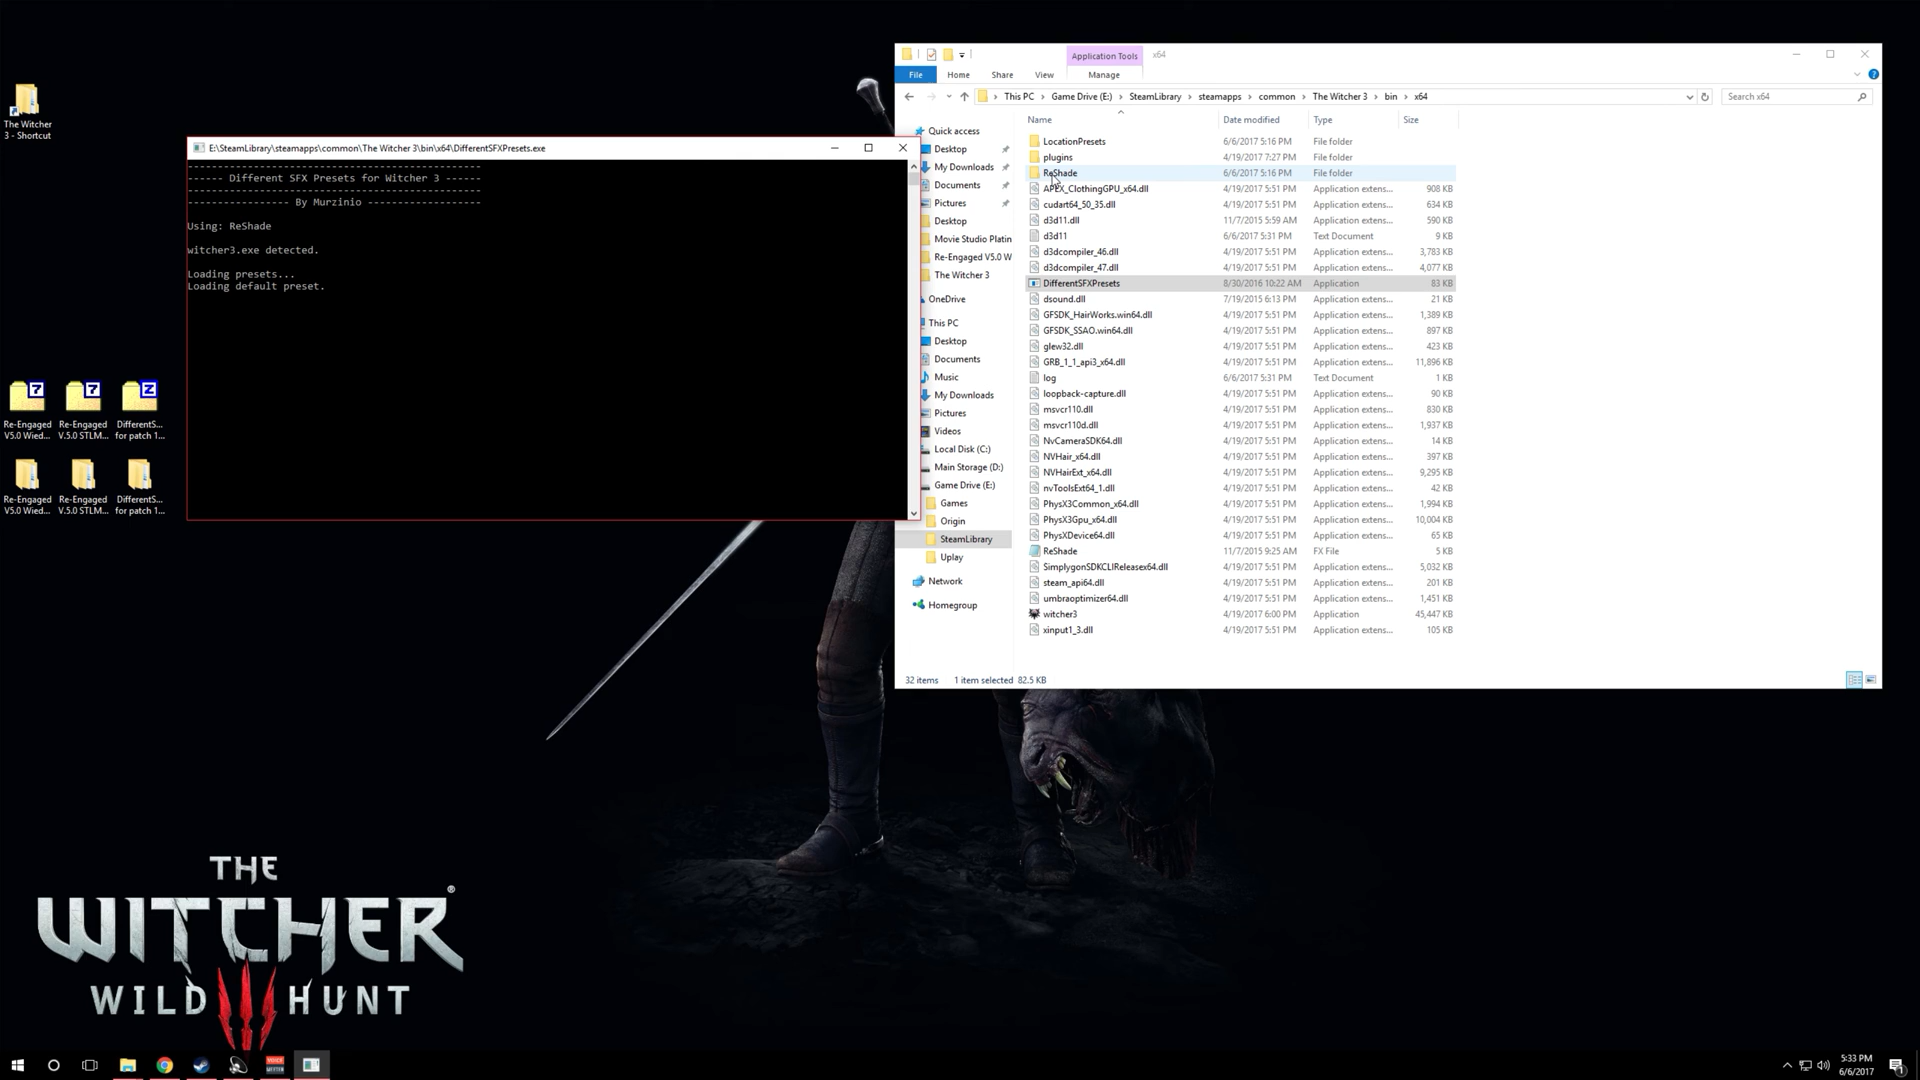 The Witcher
3 - Shortcut
Re-Engaged
V5.0 Wied...
Re-Engaged
V.5.0 STLM...
DifferentS...
for patch 1...
Re-Engaged
V5.0 Wied...
Re-Engaged
V.5.0 STLM...
DifferentS...
for patch 1...
E:\SteamLibrary\steamapps\common\The Witcher 3\bin\x64\DifferentSFXPresets.exe
------ Different SFX Presets for Witcher 3 ------
---------------- By Murzinio ------------------
Using: ReShade
witcher3.exe detected.
Loading presets...
Loading default preset.
Application Tools
x64
File
Home
Share
View
Manage
This PC > Game Drive (E:) > SteamLibrary > steamapps > common > The Witcher 3 > bin > x64
Search x64
Quick access
Desktop
My Downloads
Documents
Pictures
Desktop
Movie Studio Platin
Re-Engaged V5.0 W
The Witcher 3
OneDrive
This PC
Desktop
Documents
Music
My Downloads
Pictures
Videos
Local Disk (C:)
Main Storage (D:)
Game Drive (E:)
Games
Origin
SteamLibrary
Uplay
Network
Homegroup
Name Date modified Type Size
LocationPresets 6/6/2017 5:16 PM File folder
plugins 4/19/2017 7:27 PM File folder
ReShade 6/6/2017 5:16 PM File folder
APEX_ClothingGPU_x64.dll 4/19/2017 5:51 PM Application extens... 908 KB
cudart64_50_35.dll 4/19/2017 5:51 PM Application extens... 634 KB
d3d11.dll 11/7/2015 5:59 AM Application extens... 590 KB
d3d11 6/6/2017 5:31 PM Text Document 9 KB
d3dcompiler_46.dll 4/19/2017 5:51 PM Application extens... 3,783 KB
d3dcompiler_47.dll 4/19/2017 5:51 PM Application extens... 4,077 KB
DifferentSFXPresets 8/30/2016 10:22 AM Application 83 KB
dsound.dll 7/19/2015 6:13 PM Application extens... 21 KB
GFSDK_HairWorks.win64.dll 4/19/2017 5:51 PM Application extens... 1,389 KB
GFSDK_SSAO.win64.dll 4/19/2017 5:51 PM Application extens... 897 KB
glew32.dll 4/19/2017 5:51 PM Application extens... 423 KB
GRB_1_1_api3_x64.dll 4/19/2017 5:51 PM Application extens... 11,896 KB
log 6/6/2017 5:31 PM Text Document 1 KB
loopback-capture.dll 4/19/2017 5:51 PM Application extens... 90 KB
msvcr110.dll 4/19/2017 5:51 PM Application extens... 830 KB
msvcr110d.dll 4/19/2017 5:51 PM Application extens... 1,937 KB
NvCameraSDK64.dll 4/19/2017 5:51 PM Application extens... 14 KB
NVHair_x64.dll 4/19/2017 5:51 PM Application extens... 397 KB
NVHairExt_x64.dll 4/19/2017 5:51 PM Application extens... 9,295 KB
nvToolsExt64_1.dll 4/19/2017 5:51 PM Application extens... 42 KB
PhysX3Common_x64.dll 4/19/2017 5:51 PM Application extens... 1,994 KB
PhysX3Gpu_x64.dll 4/19/2017 5:51 PM Application extens... 10,004 KB
PhysXDevice64.dll 4/19/2017 5:51 PM Application extens... 65 KB
ReShade 11/7/2015 9:25 AM FX File 5 KB
SimplygonSDKCLIReleasex64.dll 4/19/2017 5:51 PM Application extens... 5,032 KB
steam_api64.dll 4/19/2017 5:51 PM Application extens... 201 KB
umbraoptimizer64.dll 4/19/2017 5:51 PM Application extens... 1,451 KB
witcher3 4/19/2017 6:00 PM Application 45,447 KB
xinput1_3.dll 4/19/2017 5:51 PM Application extens... 105 KB
32 items 1 item selected 82.5 KB
THE
WITCHER®
WILD HUNT
5:33 PM
6/6/2017